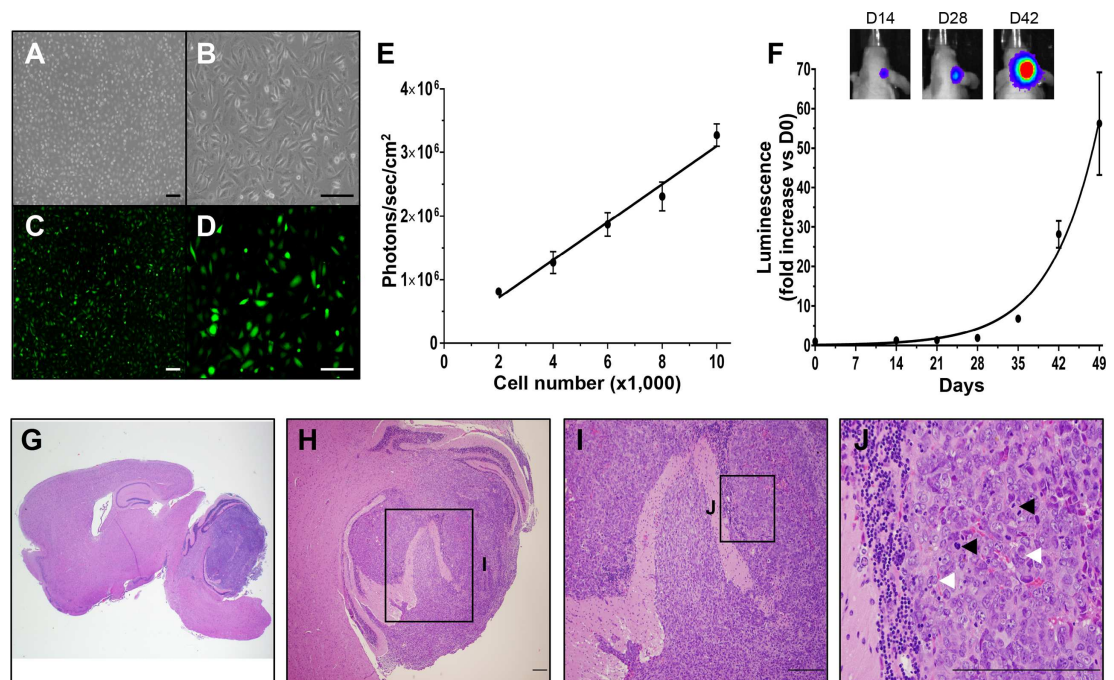 A
B
C
D
E
Photons/sec/cm²
4×10⁶
3×10⁶
2×10⁶
1×10⁶
0
0 2 4 6 8 10
Cell number (x1,000)
F
D14 D28 D42
Luminescence
(fold increase vs D0)
70
60
50
40
30
20
10
0
0 7 14 21 28 35 42 49
Days
G
H
I
I
J
J